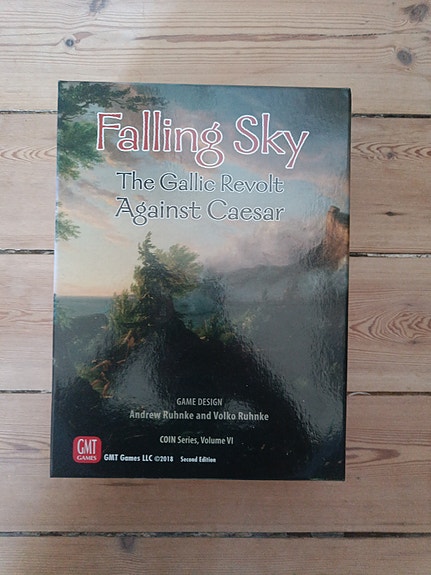 Falling Sky
The Gallic Revolt
Against Caesar
GAME DESIGN
Andrew Ruhnke and Volko Ruhnke
COIN Series, Volume VI
GMT
GAMES
GMT Games LLC ©2018 Second Edition